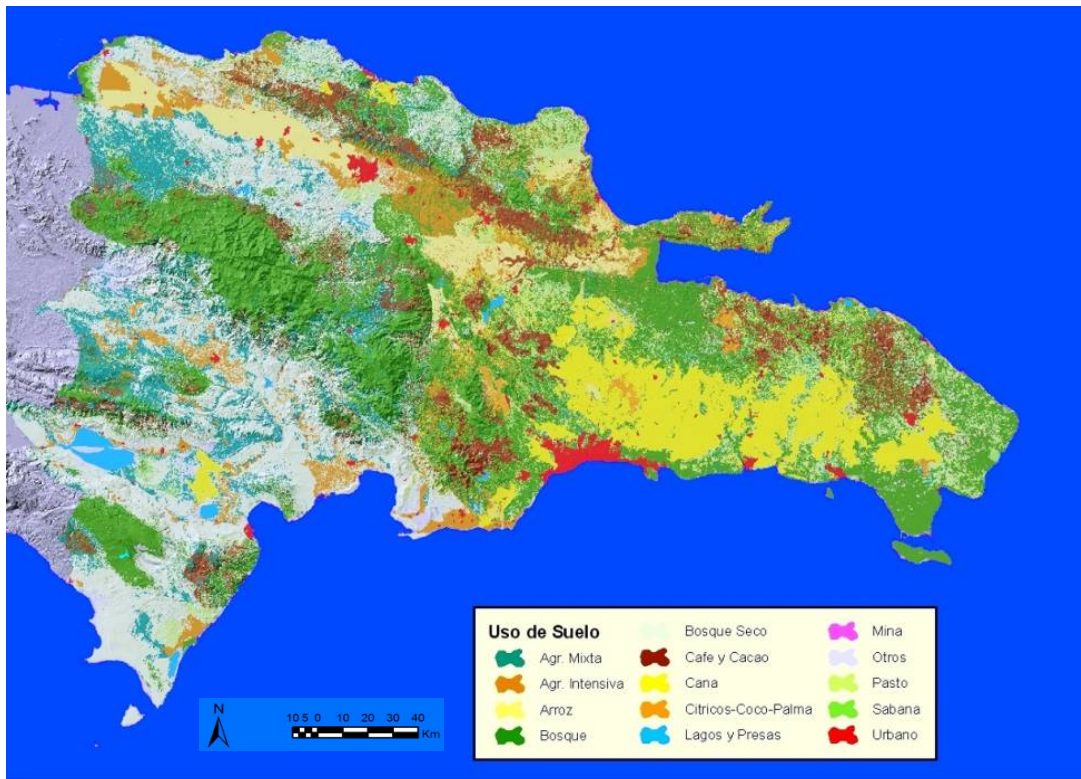 Uso de Suelo
Agr. Mixta
Agr. Intensiva
Arroz
Bosque
Bosque Seco
Cafe y Cacao
Cana
Citricos-Coco-Palma
Lagos y Presas
Mina
Otros
Pasto
Sabana
Urbano
N
10 5 0 10 20 30 40
Km